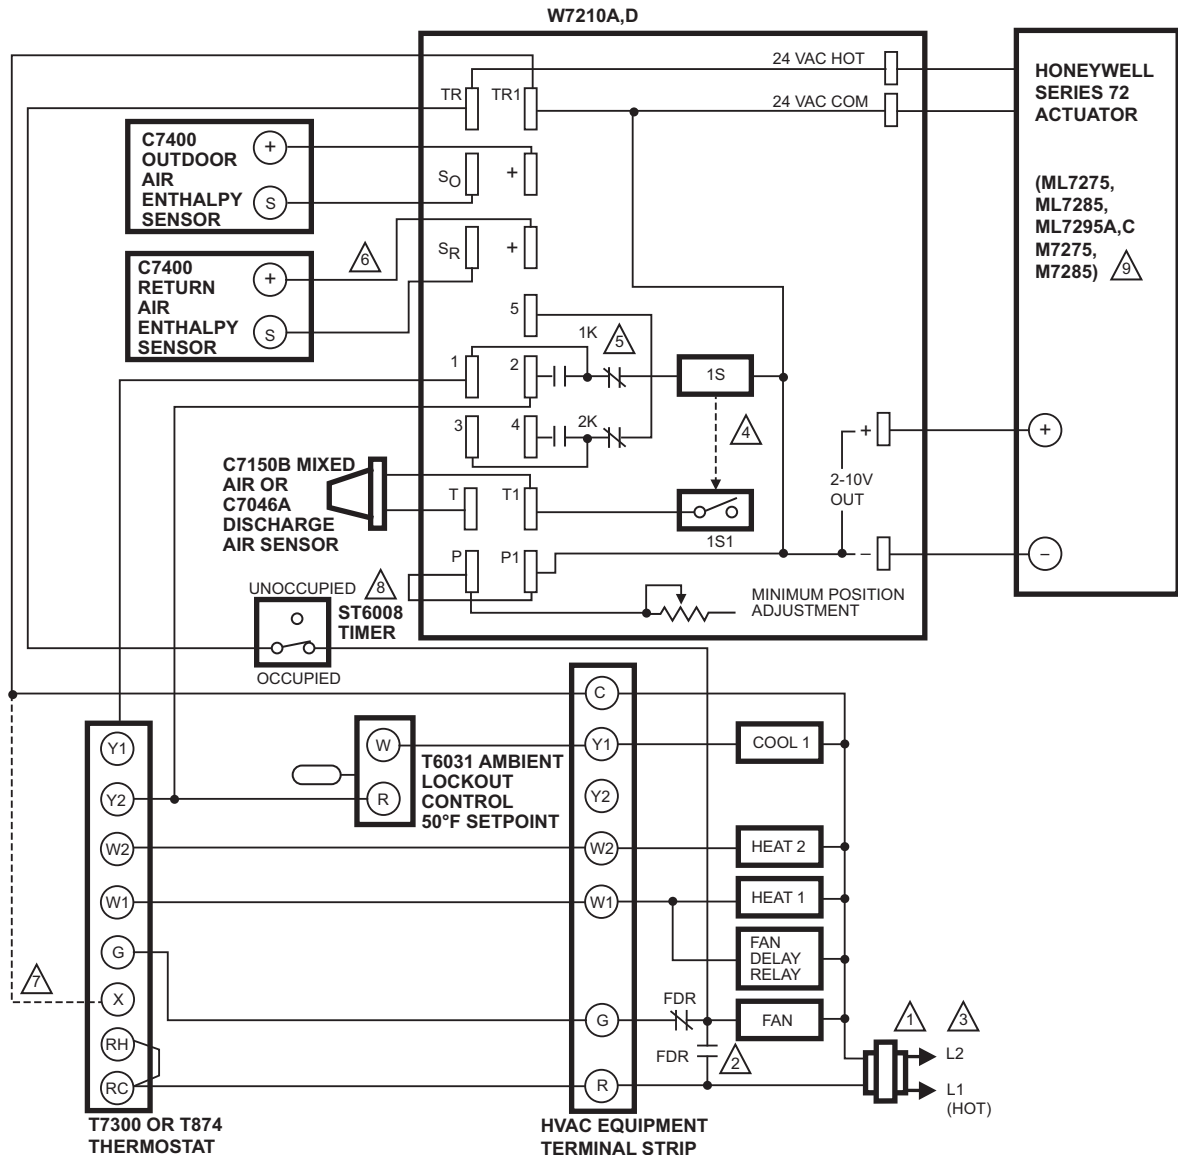 W7210A,D
24 VAC HOT
24 VAC COM
HONEYWELL
SERIES 72
ACTUATOR
(ML7275,
ML7285,
ML7295A,C
M7275,
M7285)
9
TR
TR1
C7400
OUTDOOR
AIR
ENTHALPY
SENSOR
+
S
SO
+
C7400
RETURN
AIR
ENTHALPY
SENSOR
+
S
6
SR
+
5
1K
5
1
2
1S
3
4
2K
4
+
+
2-10V
OUT
C7150B MIXED
AIR OR
C7046A
DISCHARGE
AIR SENSOR
T
T1
1S1
–
–
P
P1
UNOCCUPIED
8
ST6008
TIMER
OCCUPIED
MINIMUM POSITION
ADJUSTMENT
C
Y1
Y2
W2
W1
G
X
RH
RC
7
T7300 OR T874
THERMOSTAT
W
R
T6031 AMBIENT
LOCKOUT
CONTROL
50°F SETPOINT
Y1
Y2
W2
W1
G
R
HVAC EQUIPMENT
TERMINAL STRIP
COOL 1
HEAT 2
HEAT 1
FAN
DELAY
RELAY
FDR
FAN
FDR
2
1
3
L2
L1
(HOT)